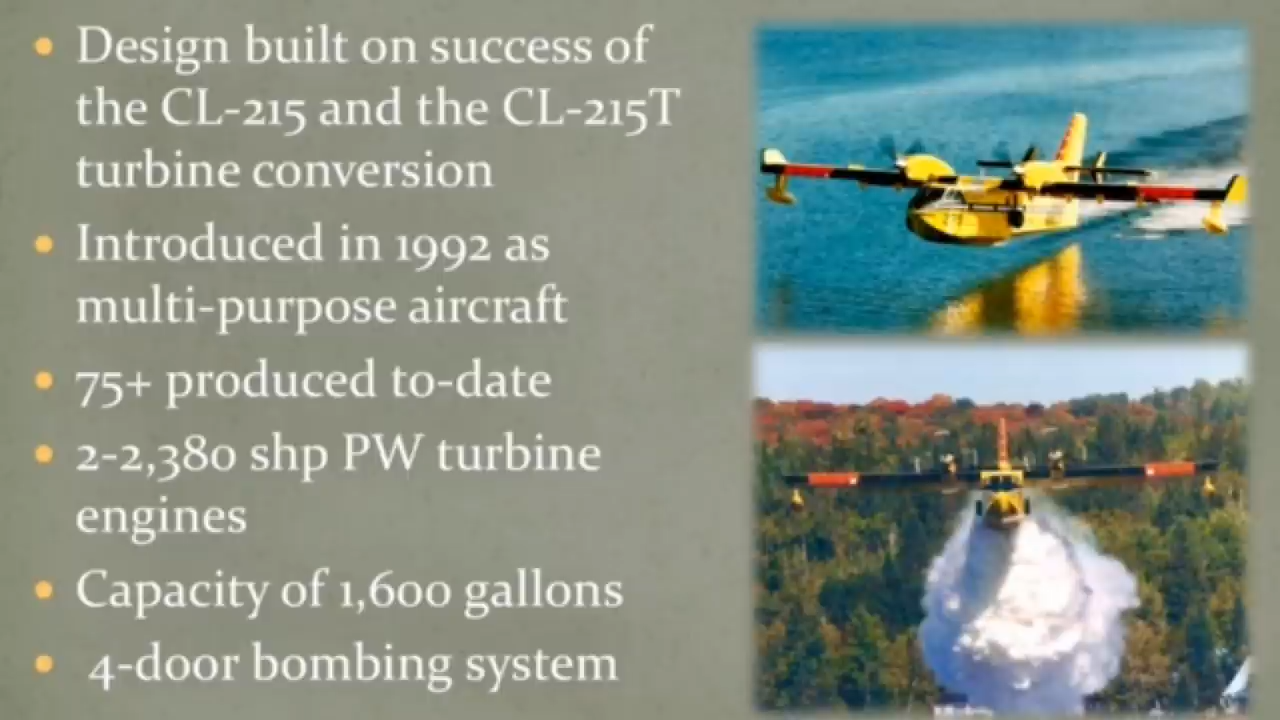 • Design built on success of
the CL-215 and the CL-215T
turbine conversion
• Introduced in 1992 as
multi-purpose aircraft
• 75+ produced to-date
• 2-2,380 shp PW turbine
engines
• Capacity of 1,600 gallons
• 4-door bombing system